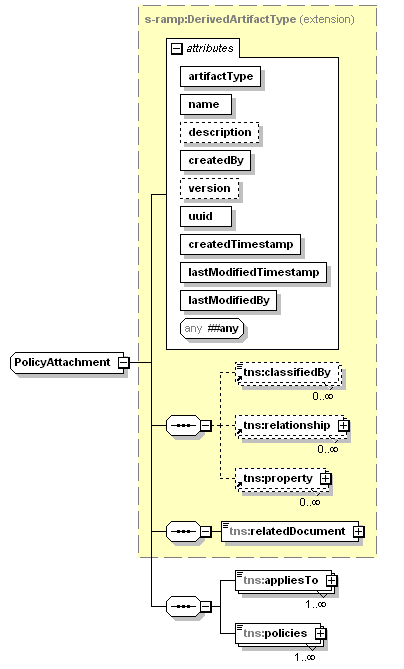 s-ramp:DerivedArtifactType (extension)
attributes
artifactType
name
description
createdBy
version
uuid
createdTimestamp
lastModifiedTimestamp
lastModifiedBy
any ##any
PolicyAttachment
tns:classifiedBy
0..∞
tns:relationship
0..∞
tns:property
0..∞
tns:relatedDocument
tns:appliesTo
1..∞
tns:policies
1..∞